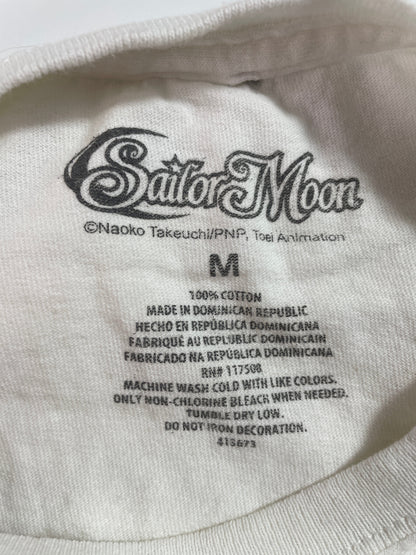 Sailor Moon
©Naoko Takeuchi/PNP, Toei Animation
M
100% COTTON
MADE IN DOMINICAN REPUBLIC
HECHO EN REPÚBLICA DOMINICANA
FABRIQUÉ AU REPLUBLIC DOMINICAIN
FABRICADO NA REPÚBLICA DOMINICANA
RN# 117508
MACHINE WASH COLD WITH LIKE COLORS.
ONLY NON-CHLORINE BLEACH WHEN NEEDED.
TUMBLE DRY LOW.
DO NOT IRON DECORATION.
413673